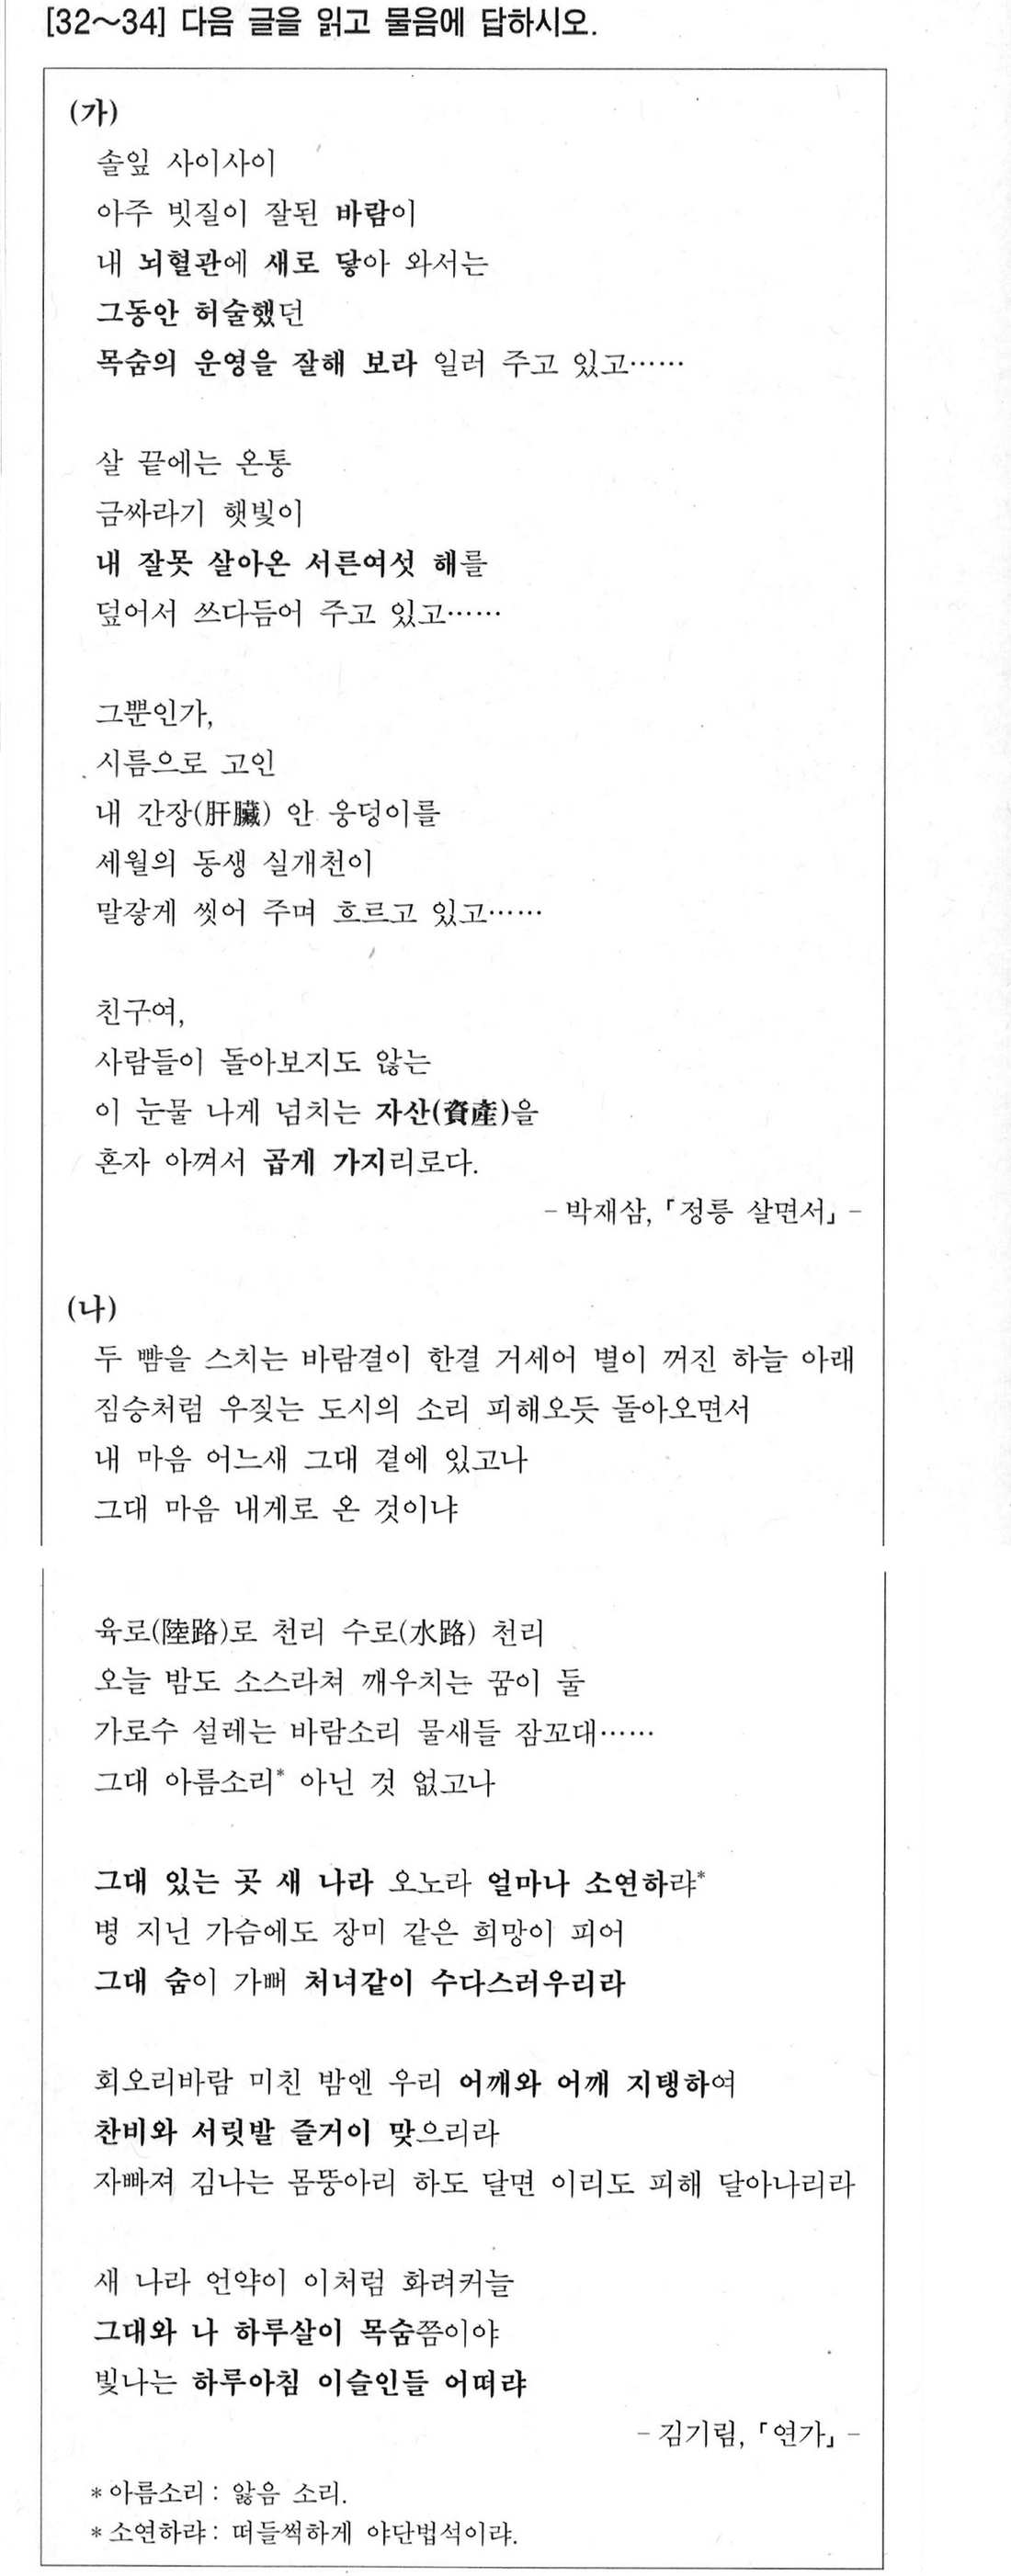 [32～34] 다음 글을 읽고 물음에 답하시오.
(가)
솔잎 사이사이
아주 빗질이 잘된 바람이
내 뇌혈관에 새로 닿아 와서는
그동안 허술했던
목숨의 운영을 잘해 보라 일러 주고 있고……
살 끝에는 온통
금싸라기 햇빛이
내 잘못 살아온 서른여섯 해를
덮어서 쓰다듬어 주고 있고……
그뿐인가,
시름으로 고인
내 간장(肝臟) 안 웅덩이를
세월의 동생 실개천이
말갛게 씻어 주며 흐르고 있고……
친구여,
사람들이 돌아보지도 않는
이 눈물 나게 넘치는 자산(資産)을
혼자 아껴서 곱게 가지리로다.
- 박재삼, 「정릉 살면서」 -
(나)
두 뺨을 스치는 바람결이 한결 거세어 별이 꺼진 하늘 아래
짐승처럼 우짖는 도시의 소리 피해오듯 돌아오면서
내 마음 어느새 그대 곁에 있고나
그대 마음 내게로 온 것이냐
육로(陸路)로 천리 수로(水路) 천리
오늘 밤도 소스라쳐 깨우치는 꿈이 둘
가로수 설레는 바람소리 물새들 잠꼬대……
그대 아름소리* 아닌 것 없고나
그대 있는 곳 새 나라 오노라 얼마나 소연하랴*
병 지닌 가슴에도 장미 같은 희망이 피어
그대 숨이 가뻐 처녀같이 수다스러우리라
회오리바람 미친 밤엔 우리 어깨와 어깨 지탱하여
찬비와 서릿발 즐거이 맞으리라
자빠져 김나는 몸뚱아리 하도 달면 이리도 피해 달아나리라
새 나라 언약이 이처럼 화려커늘
그대와 나 하루살이 목숨쯤이야
빛나는 하루아침 이슬인들 어떠랴
- 김기림, 「연가」 -
* 아름소리 : 앓음 소리.
* 소연하랴 : 떠들썩하게 야단법석이랴.